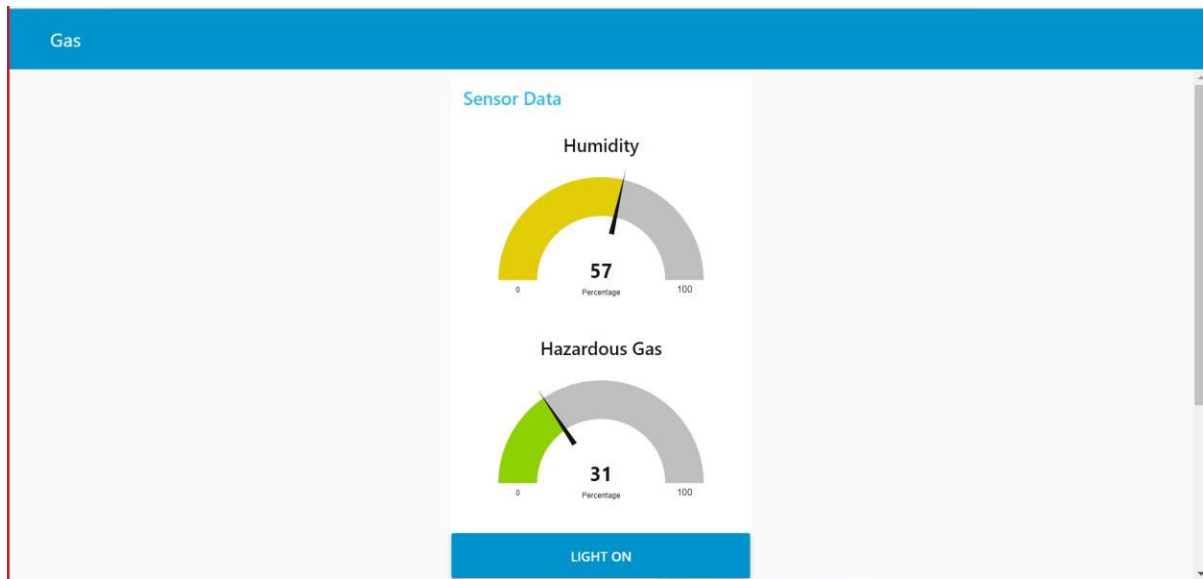 Gas
Sensor Data
Humidity
57
0
Percentage
100
Hazardous Gas
31
0
Percentage
100
LIGHT ON